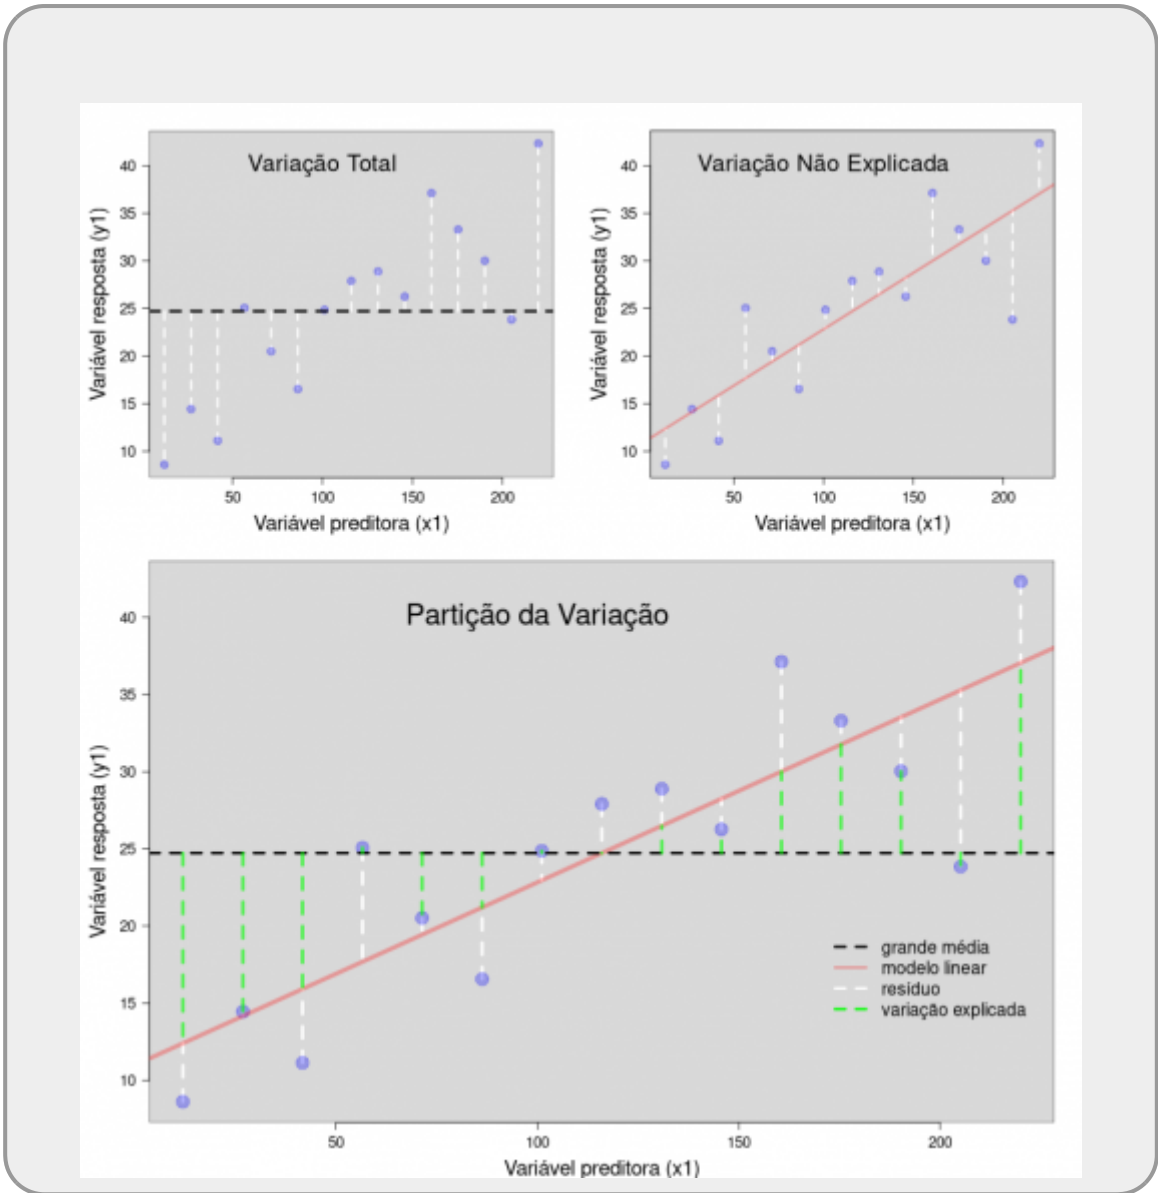 Variação Total
Variável resposta (y1)
40
35
30
25
20
15
10
50 100 150 200
Variável preditora (x1)
Variação Não Explicada
Variável resposta (y1)
40
35
30
25
20
15
10
50 100 150 200
Variável preditora (x1)
Partição da Variação
Variável resposta (y1)
40
35
30
25
20
15
10
grande média
modelo linear
resíduo
variação explicada
50 100 150 200
Variável preditora (x1)